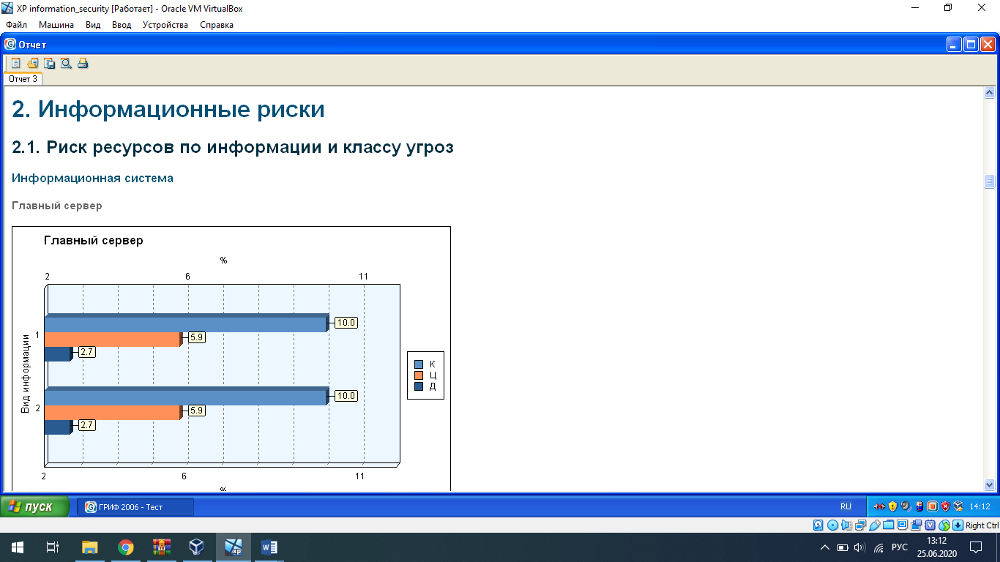 XP information_security [Работает] - Oracle VM VirtualBox
Файл Машина Вид Ввод Устройства Справка
Отчет
Отчет 3
2. Информационные риски
2.1. Риск ресурсов по информации и классу угроз
Информационная система
Главный сервер
Главный сервер
%
2 6 11
Вид информации
1
10.0
5.9
2.7
2
10.0
5.9
2.7
К
Ц
Д
2 6 11
%
пуск
ГРИФ 2006 - Тест
RU
14:12
Right Ctrl
РУС
13:12
25.06.2020